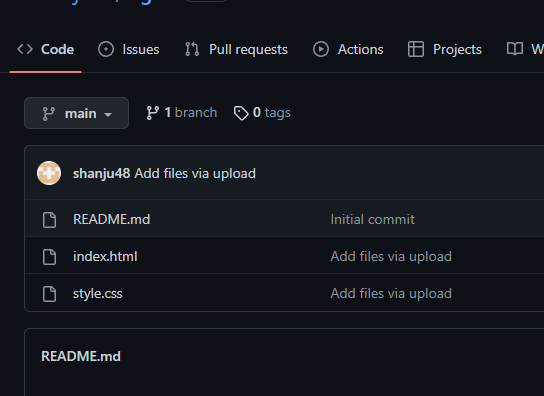 Code Issues Pull requests Actions Projects W
main 1 branch 0 tags
shanju48 Add files via upload
README.md Initial commit
index.html Add files via upload
style.css Add files via upload
README.md